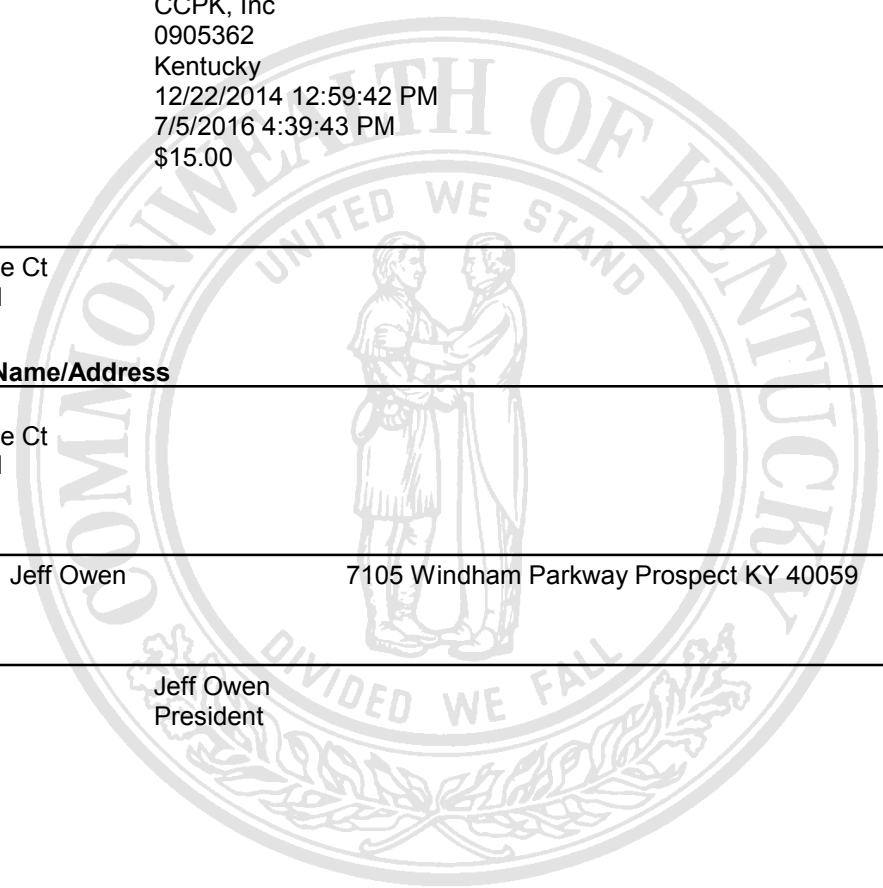 CCPK, Inc
0905362
Kentucky
12/22/2014 12:59:42 PM
7/5/2016 4:39:43 PM
$15.00
COMMONWEALTH OF KENTUCKY
UNITED WE STAND
e Ct
Name/Address
e Ct
Jeff Owen 7105 Windham Parkway Prospect KY 40059
DIVIDED WE FALL
Jeff Owen
President